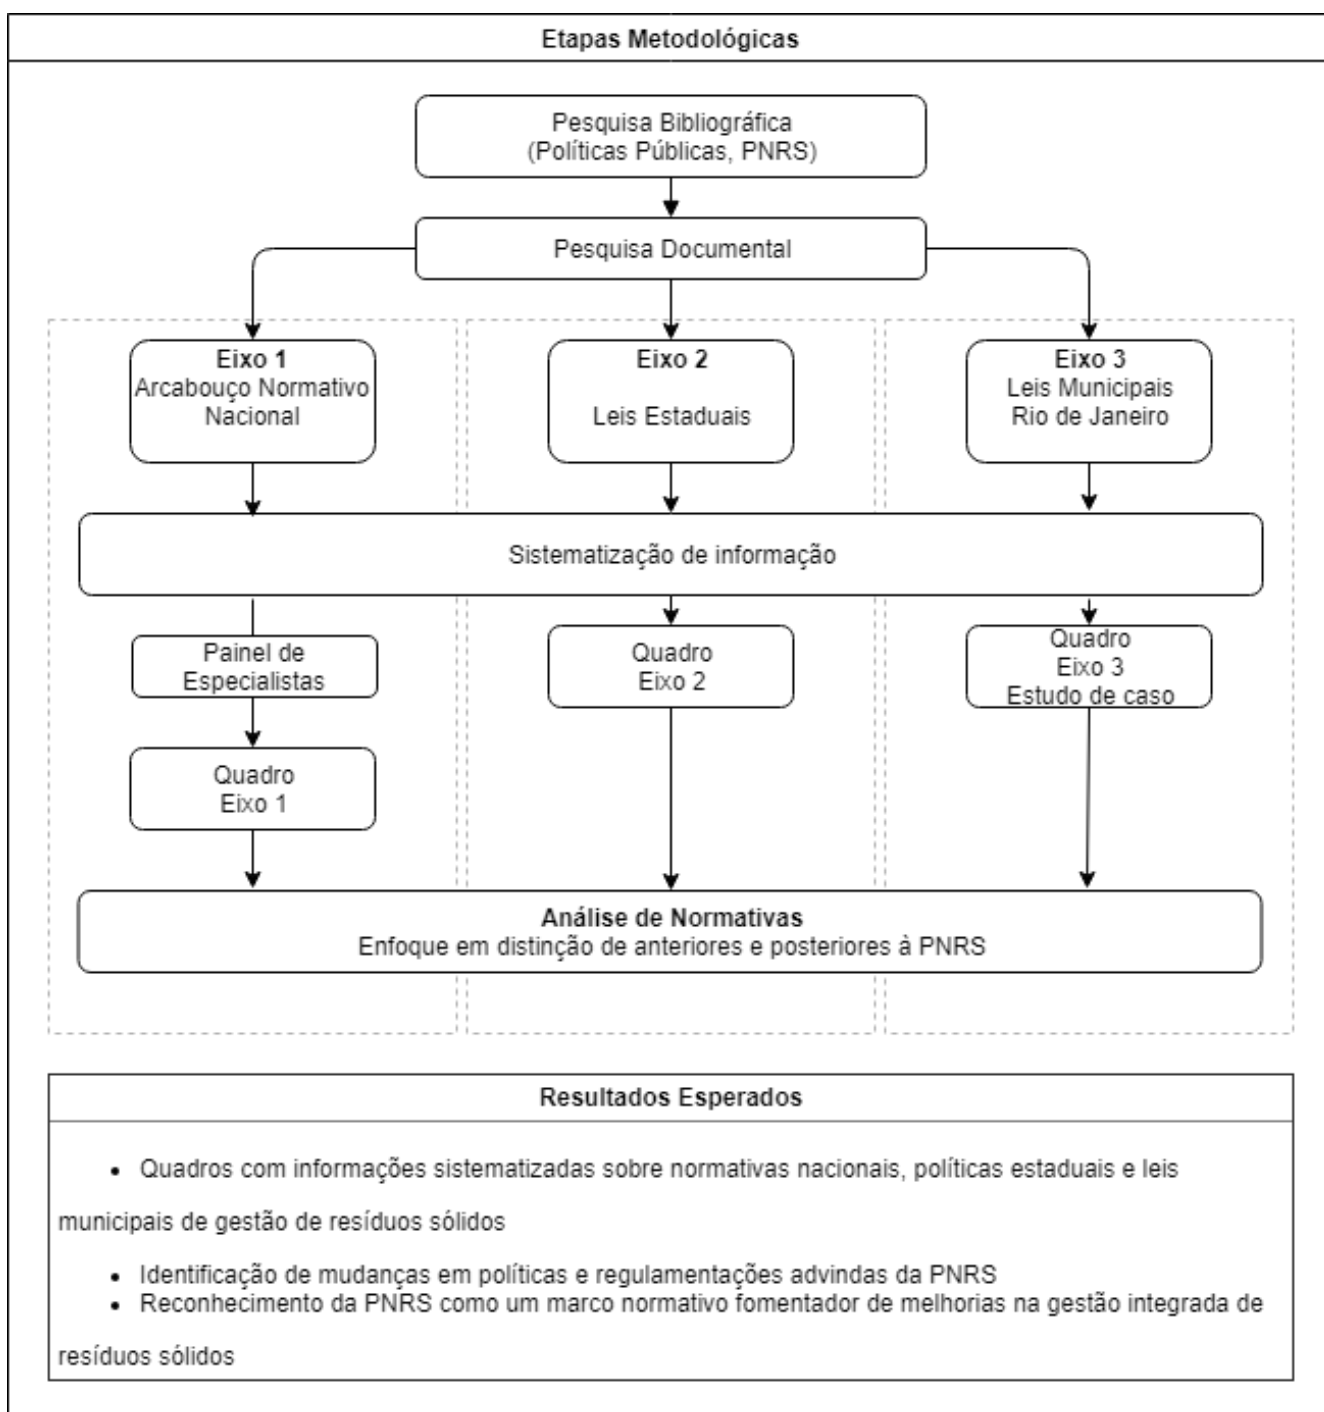 Etapas Metodológicas
Pesquisa Bibliográfica
(Políticas Públicas, PNRS)
Pesquisa Documental
Eixo 1
Arcabouço Normativo
Nacional
Eixo 2
Leis Estaduais
Eixo 3
Leis Municipais
Rio de Janeiro
Sistematização de informação
Painel de
Especialistas
Quadro
Eixo 1
Quadro
Eixo 2
Quadro
Eixo 3
Estudo de caso
Análise de Normativas
Enfoque em distinção de anteriores e posteriores à PNRS
Resultados Esperados
• Quadros com informações sistematizadas sobre normativas nacionais, políticas estaduais e leis
municipais de gestão de resíduos sólidos
• Identificação de mudanças em políticas e regulamentações advindas da PNRS
• Reconhecimento da PNRS como um marco normativo fomentador de melhorias na gestão integrada de
resíduos sólidos